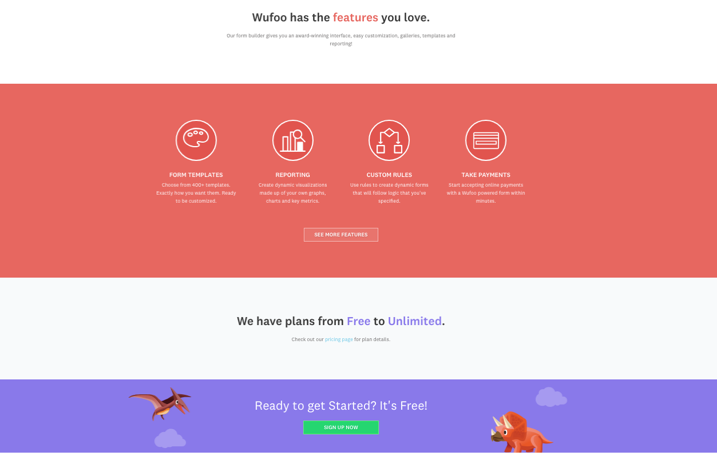 Wufoo has the features you love.
Our form builder gives you an award-winning interface, easy customization, galleries, templates and
reporting!
FORM TEMPLATES
Choose from 400+ templates.
Exactly how you want them. Ready
to be customized.
REPORTING
Create dynamic visualizations
made up of your own graphs,
charts and key metrics.
CUSTOM RULES
Use rules to create dynamic forms
that will follow logic that you've
specified.
TAKE PAYMENTS
Start accepting online payments
with a Wufoo powered form within
minutes.
SEE MORE FEATURES
We have plans from Free to Unlimited.
Check out our pricing page for plan details.
Ready to get Started? It's Free!
SIGN UP NOW